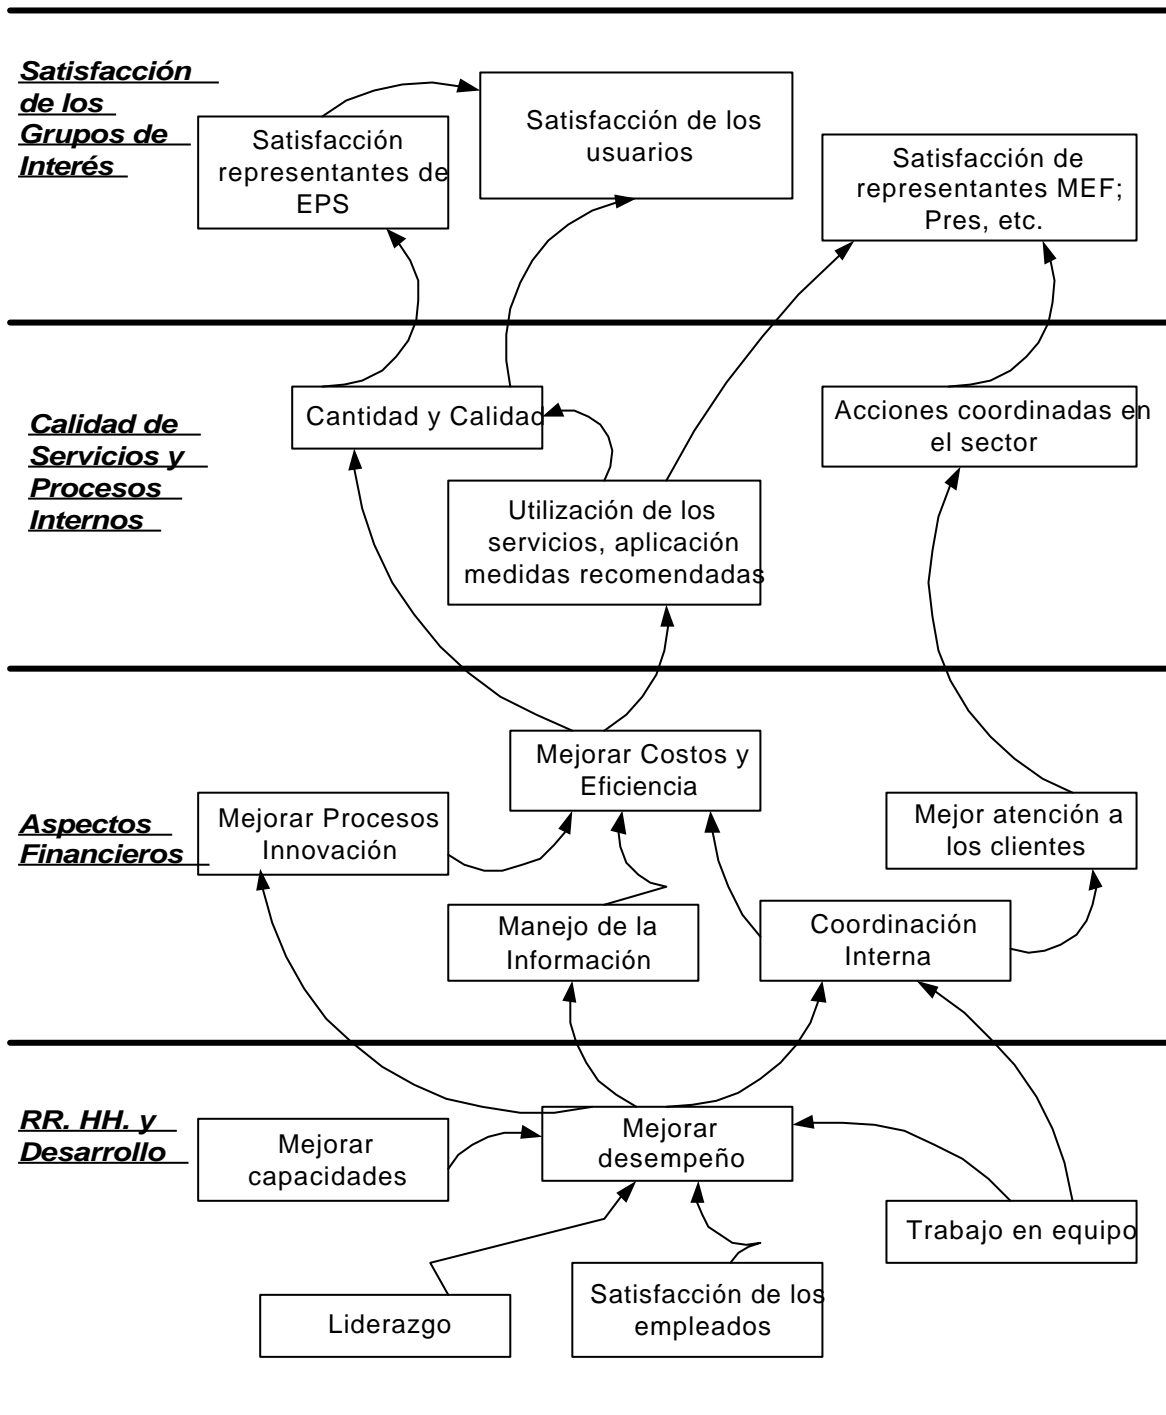 Satisfacción
de los
Grupos de
Interés
Satisfacción
representantes de
EPS
Satisfacción de los
usuarios
Satisfacción de
representantes MEF;
Pres, etc.
Calidad de
Servicios y
Procesos
Internos
Cantidad y Calidad
Acciones coordinadas en
el sector
Utilización de los
servicios, aplicación
medidas recomendadas
Aspectos
Financieros
Mejorar Costos y
Eficiencia
Mejorar Procesos
Innovación
Mejor atención a
los clientes
Manejo de la
Información
Coordinación
Interna
RR. HH. y
Desarrollo
Mejorar
capacidades
Mejorar
desempeño
Trabajo en equipo
Liderazgo
Satisfacción de los
empleados